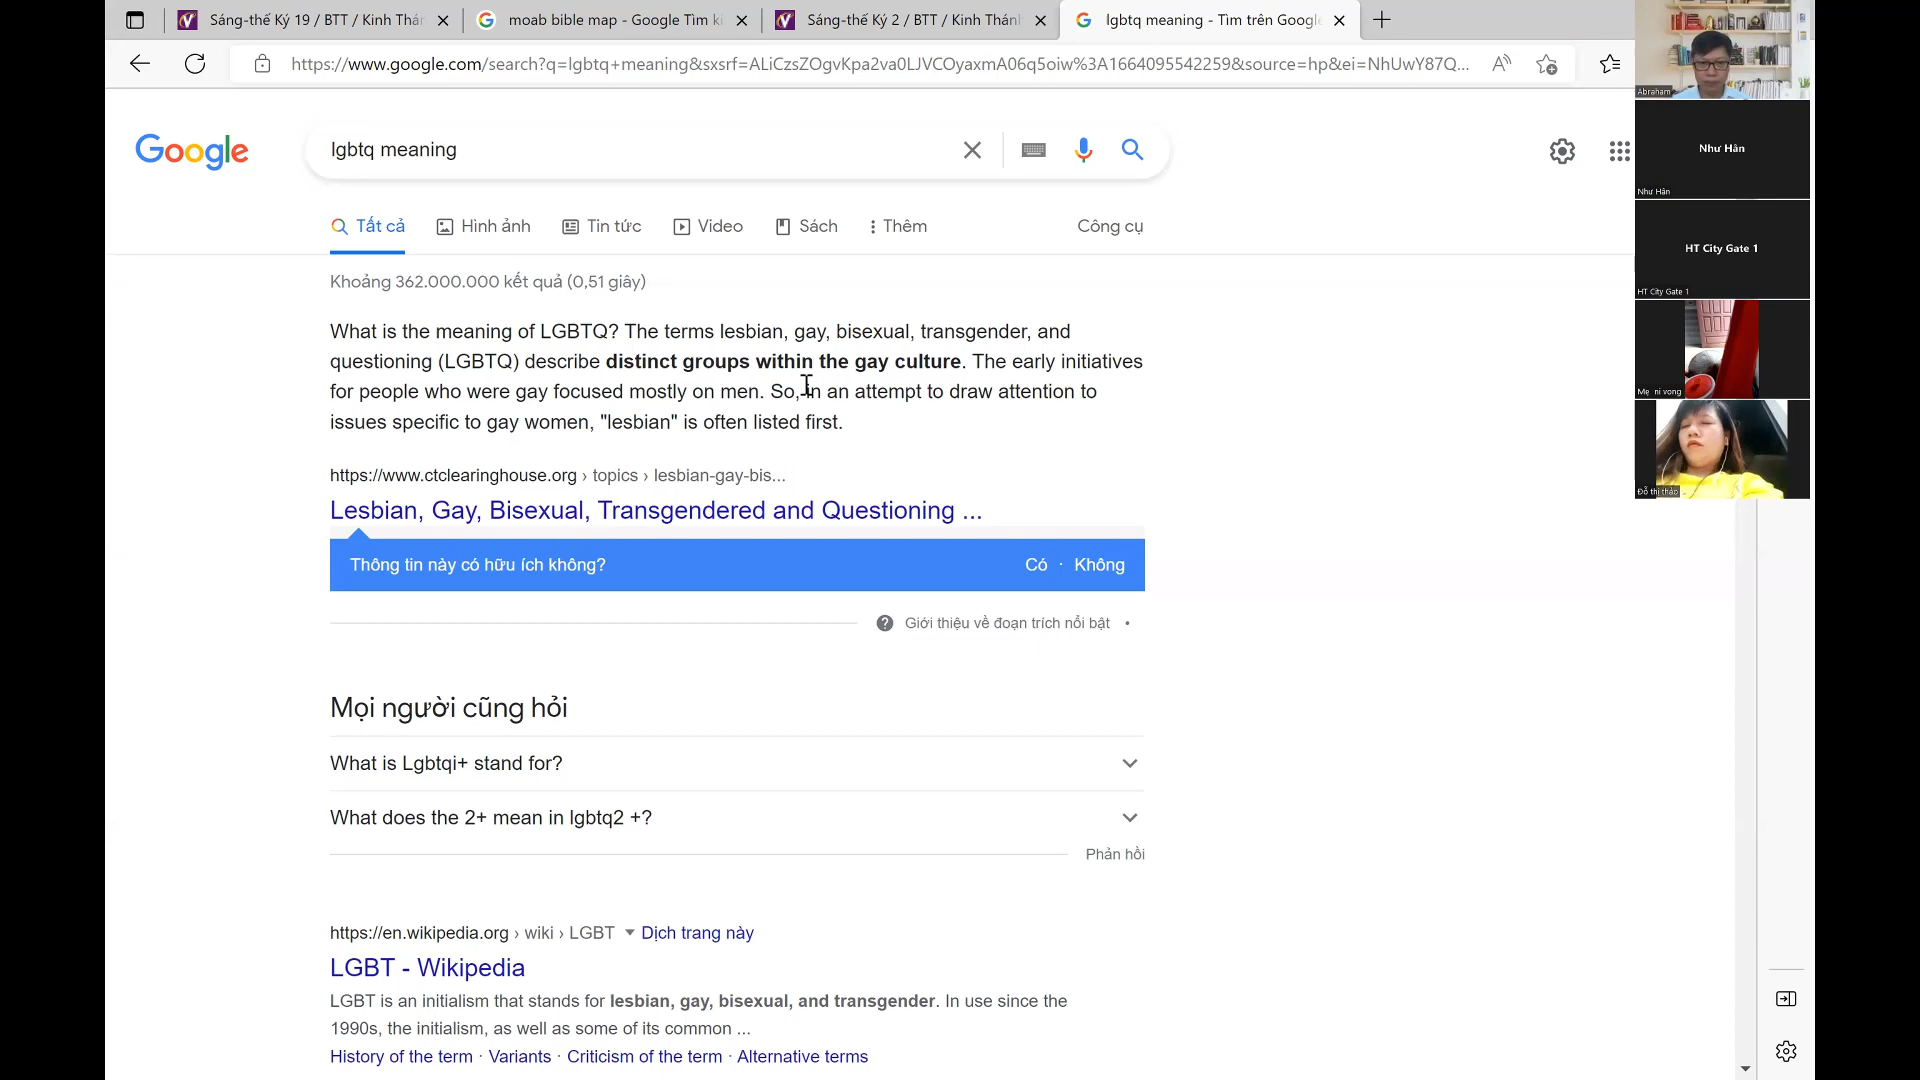 Sáng-thế Ký 19 / BTT / Kinh Thán
moab bible map - Google Tìm ki
Sáng-thế Ký 2 / BTT / Kinh Thánh
lgbtq meaning - Tìm trên Google
https://www.google.com/search?q=lgbtq+meaning&sxsrf=ALiCzsZOgvKpa2va0LJVCOyaxmA06q5oiw%3A1664095542259&source=hp&ei=NhUwY87Q...
Google
lgbtq meaning
Tất cả
Hình ảnh
Tin tức
Video
Sách
Thêm
Công cụ
Khoảng 362.000.000 kết quả (0,51 giây)
What is the meaning of LGBTQ? The terms lesbian, gay, bisexual, transgender, and
questioning (LGBTQ) describe distinct groups within the gay culture. The early initiatives
for people who were gay focused mostly on men. So, in an attempt to draw attention to
issues specific to gay women, "lesbian" is often listed first.
https://www.ctclearinghouse.org › topics › lesbian-gay-bis...
Lesbian, Gay, Bisexual, Transgendered and Questioning ...
Thông tin này có hữu ích không?
Có · Không
Giới thiệu về đoạn trích nổi bật •
Mọi người cũng hỏi
What is Lgbtqi+ stand for?
What does the 2+ mean in lgbtq2 +?
Phản hồi
https://en.wikipedia.org › wiki › LGBT
Dịch trang này
LGBT - Wikipedia
LGBT is an initialism that stands for lesbian, gay, bisexual, and transgender. In use since the
1990s, the initialism, as well as some of its common ...
History of the term · Variants · Criticism of the term · Alternative terms
Abraham
Như Hân
Như Hân
HT City Gate 1
HT City Gate 1
Mẹ ni vong
Đỗ thị thảo